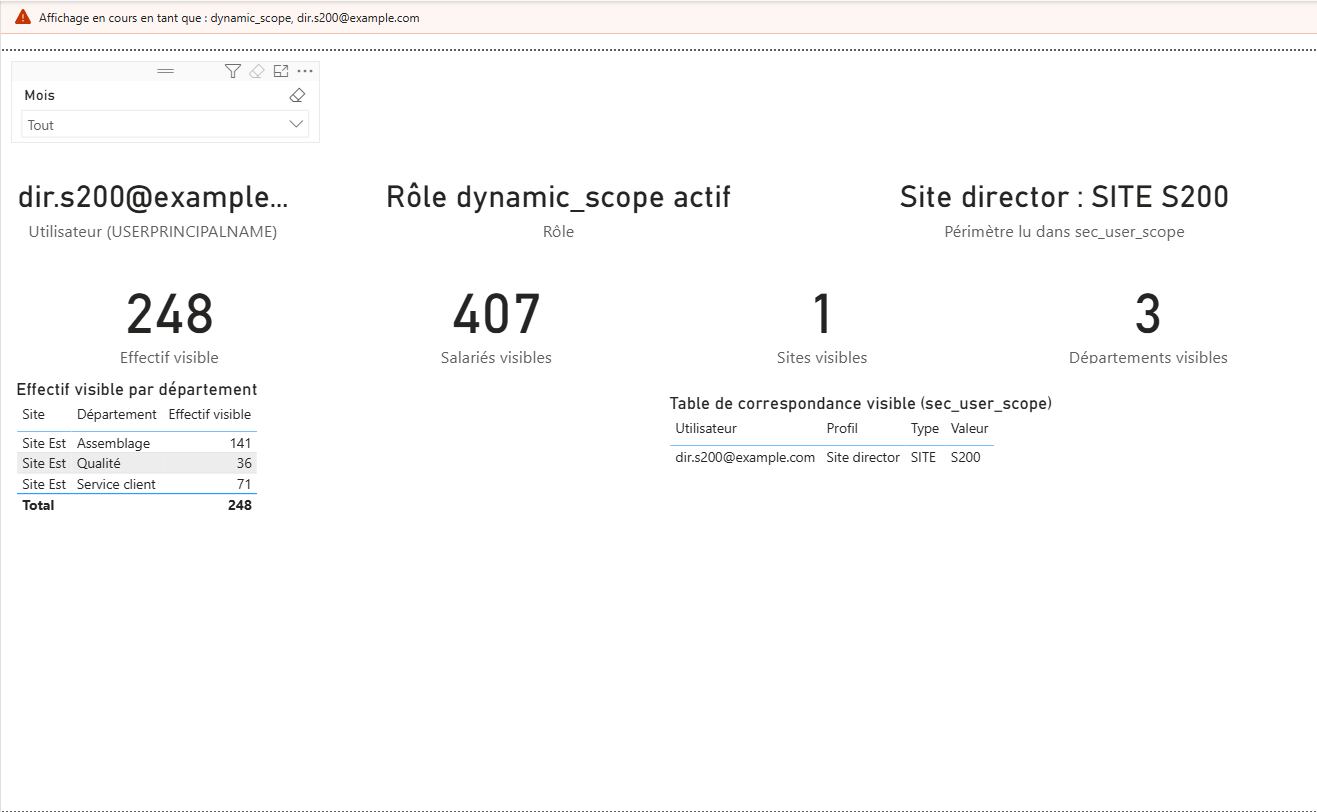 Affichage en cours en tant que : dynamic_scope, dir.s200@example.com
Mois
Tout
dir.s200@example...
Utilisateur (USERPRINCIPALNAME)
Rôle dynamic_scope actif
Rôle
Site director : SITE S200
Périmètre lu dans sec_user_scope
248
Effectif visible
407
Salariés visibles
1
Sites visibles
3
Départements visibles
Effectif visible par département
Site Département Effectif visible
Site Est Assemblage 141
Site Est Qualité 36
Site Est Service client 71
Total 248
Table de correspondance visible (sec_user_scope)
Utilisateur Profil Type Valeur
dir.s200@example.com Site director SITE S200